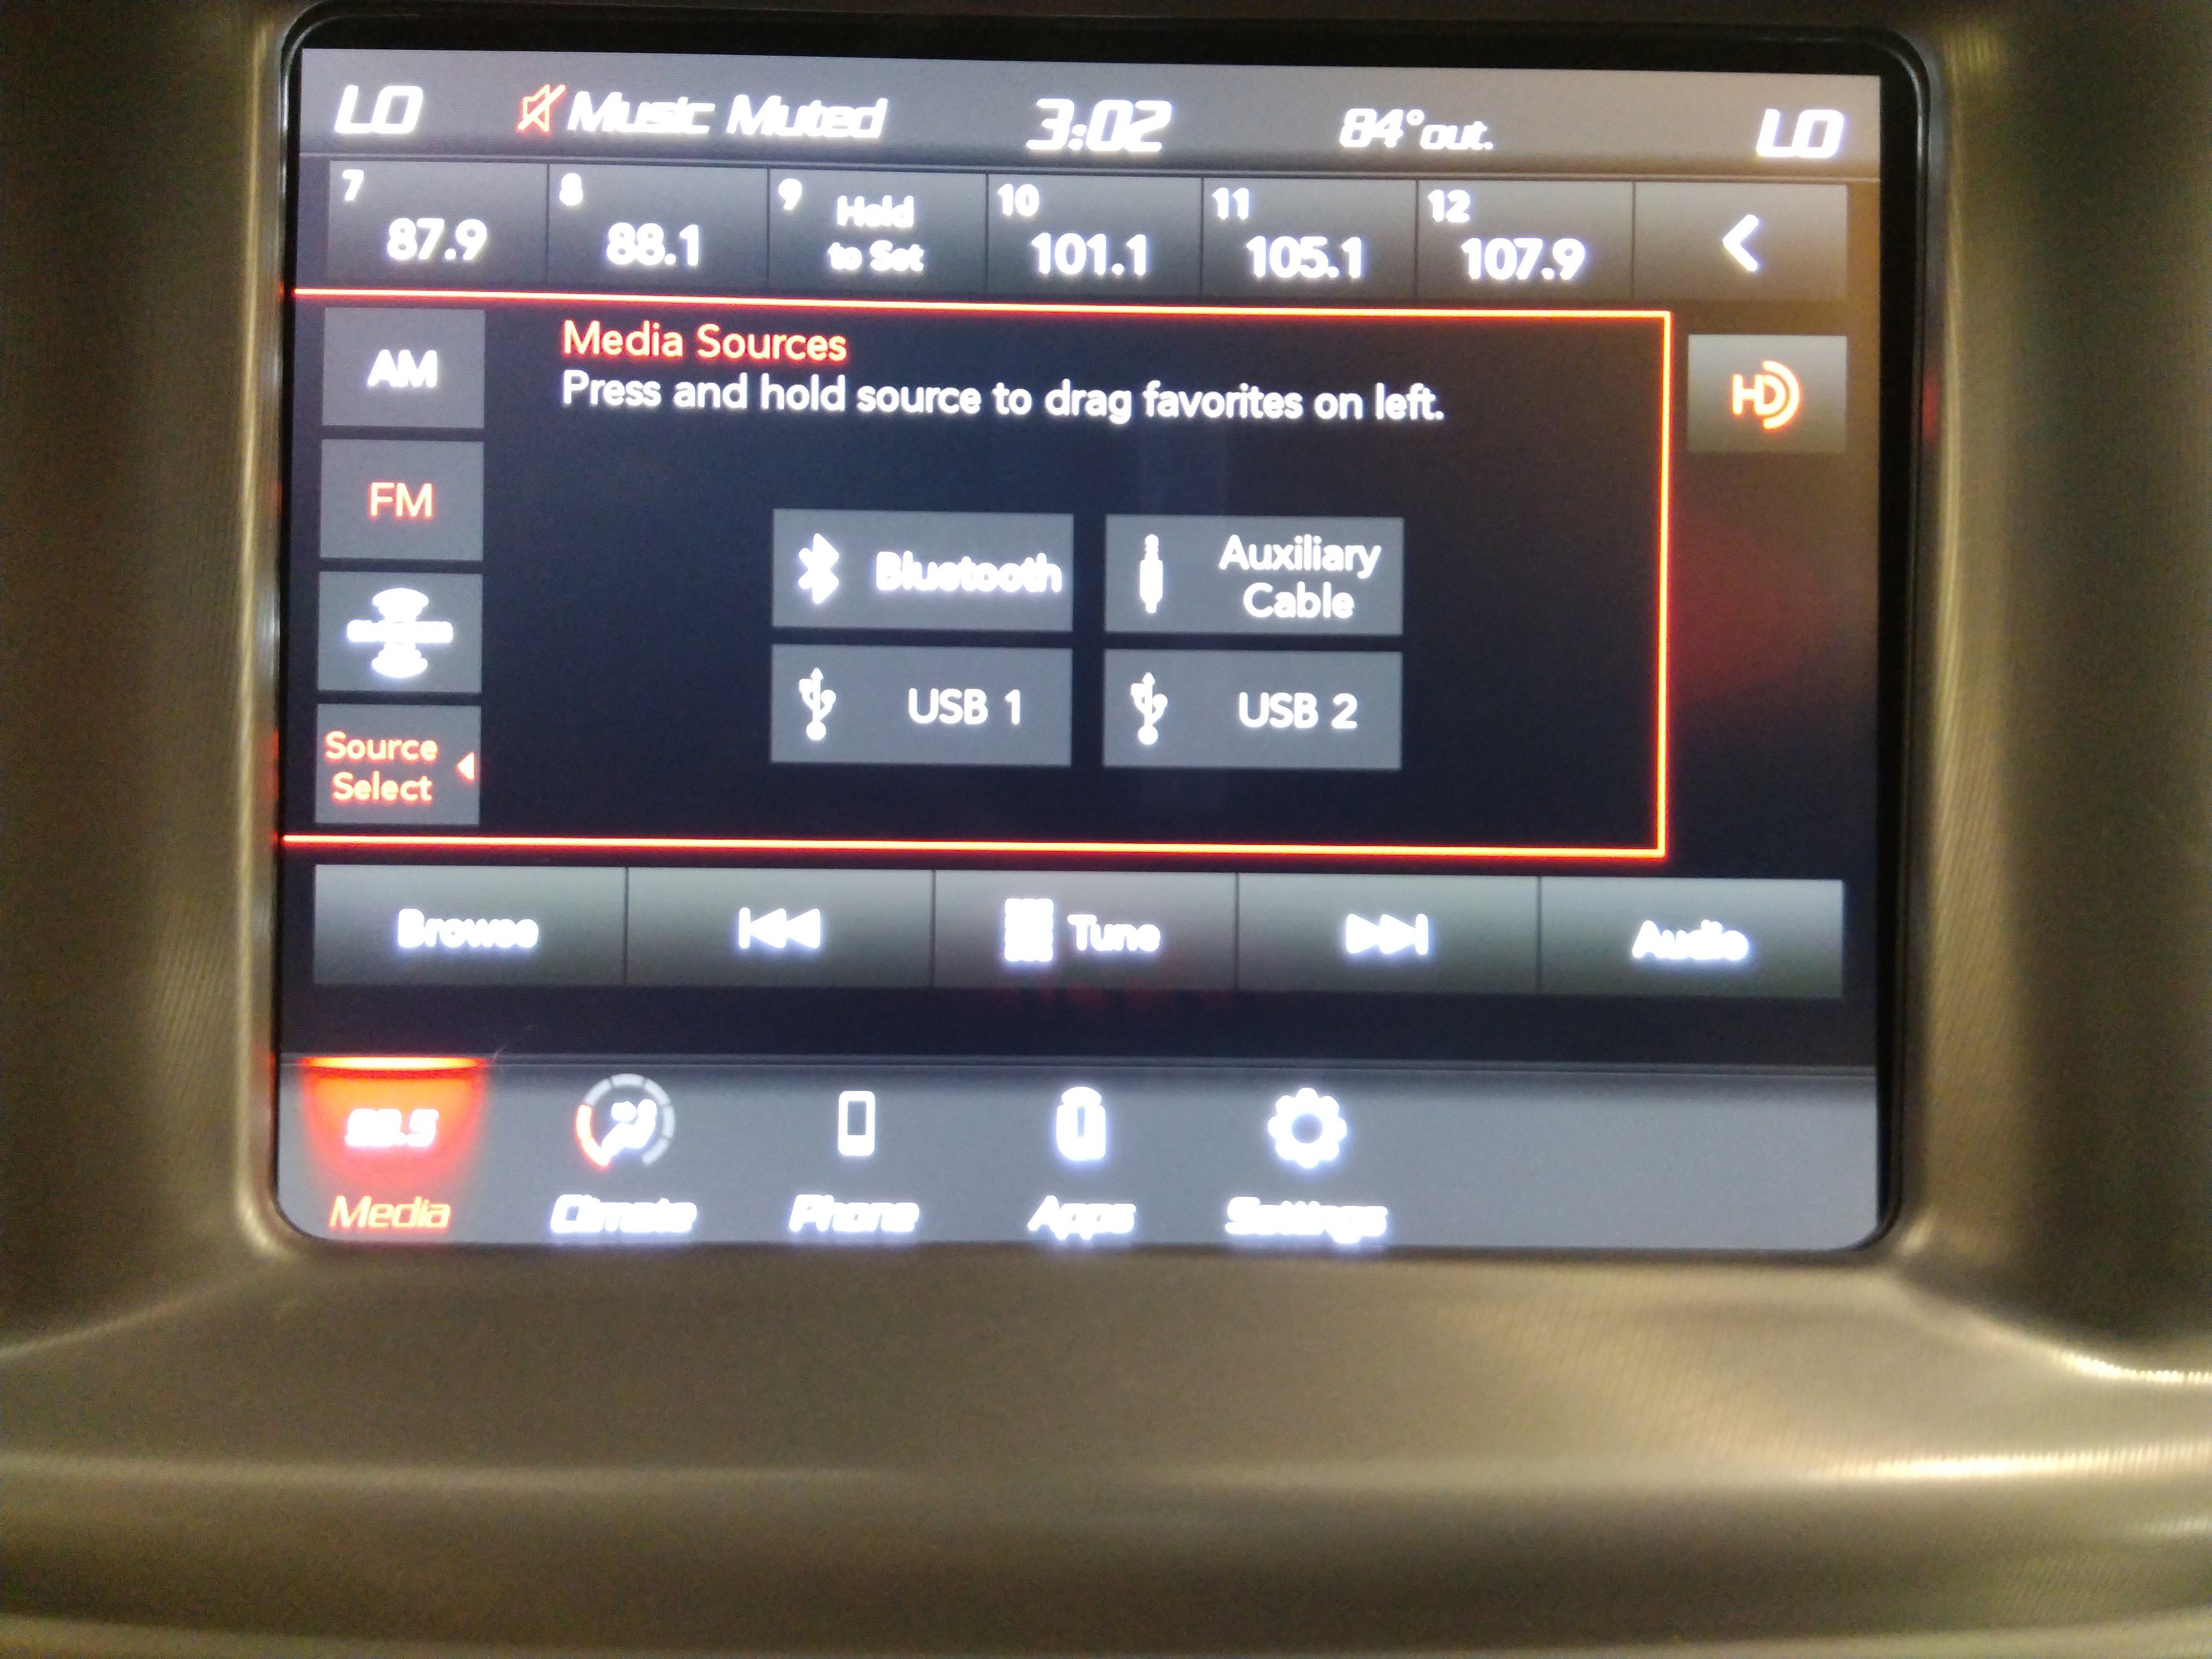 LO Music Muted 3:02 84°out. LO
7 8 9 Hold 10 11 12
87.9 88.1 to Set 101.1 105.1 107.9
AM
Media Sources
Press and hold source to drag favorites on left.
HD
FM
Bluetooth
Auxiliary
Cable
USB 1 USB 2
Source
Select
Browse Tune Audio
Media Climate Phone Apps Settings